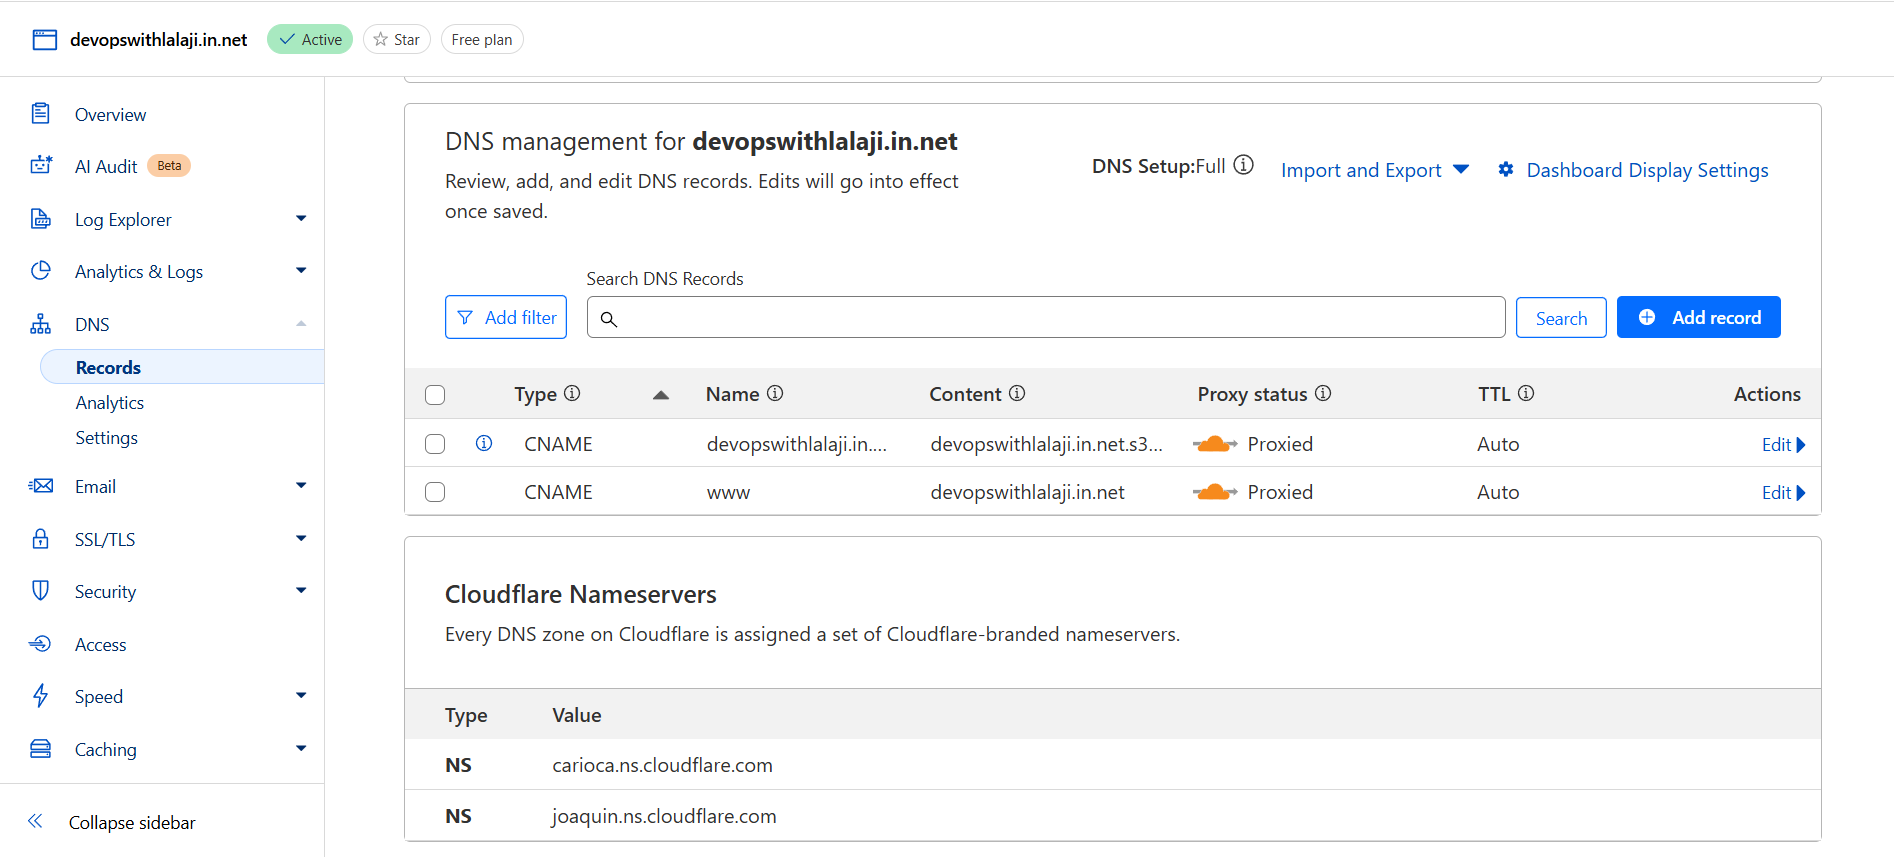 devopswithlalaji.in.net Active Star Free plan
Overview
AI Audit Beta
Log Explorer
Analytics & Logs
DNS
Records
Analytics
Settings
Email
SSL/TLS
Security
Access
Speed
Caching
Collapse sidebar
DNS management for devopswithlalaji.in.net
Review, add, and edit DNS records. Edits will go into effect
once saved.
DNS Setup:Full Import and Export Dashboard Display Settings
Search DNS Records
Add filter Search Add record
Type Name Content Proxy status TTL Actions
CNAME devopswithlalaji.in.... devopswithlalaji.in.net.s3... Proxied Auto Edit
CNAME www devopswithlalaji.in.net Proxied Auto Edit
Cloudflare Nameservers
Every DNS zone on Cloudflare is assigned a set of Cloudflare-branded nameservers.
Type Value
NS carioca.ns.cloudflare.com
NS joaquin.ns.cloudflare.com